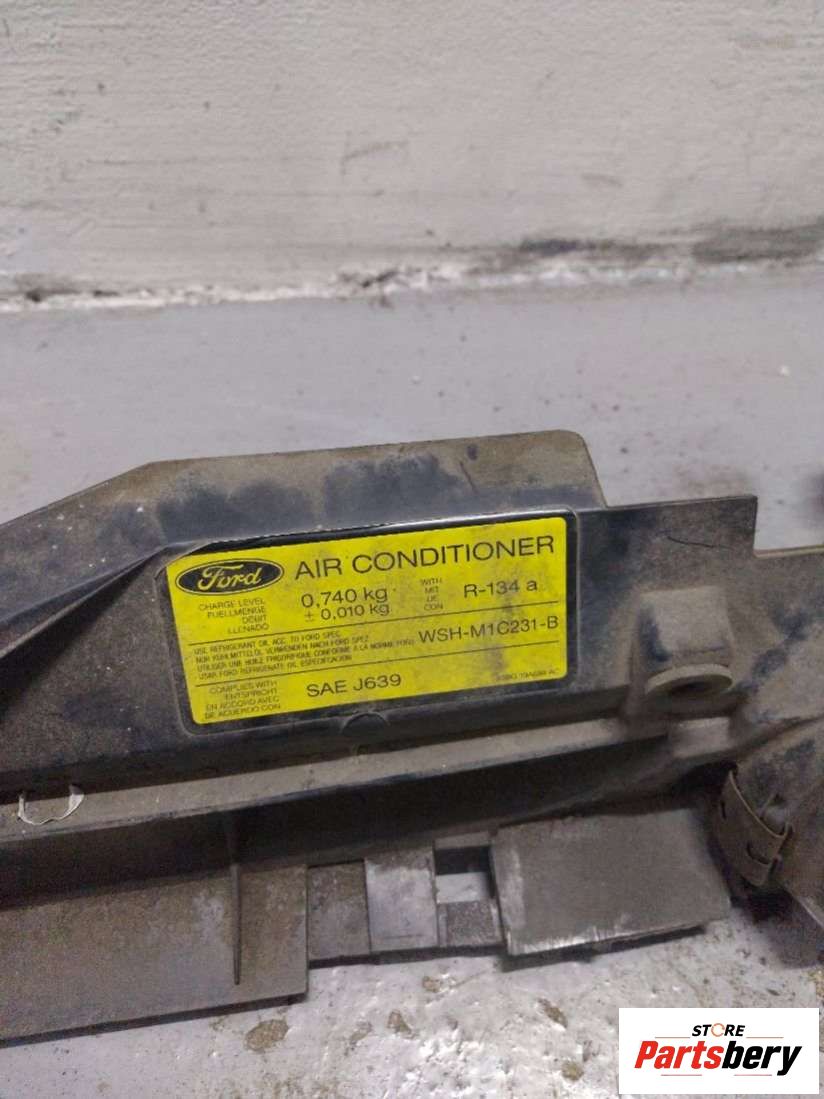 Ford AIR CONDITIONER
CHARGE LEVEL
FUELLMENGE
DEBIT
LLENADO
0,740 kg
± 0,010 kg
WITH
MIT
DE
CON
R-134 a
USE REFRIGERANT OIL ACC. TO FORD SPEC
NUR KUEHLMITTELOEL VERWENDEN NACH FORD SPEZ
UTILISER UNE HUILE FRIGORIFIQUE CONFORME A LA NORME FORD
USAR FORD REFRIGERANTE OIL ESPECIFICATION
WSH-M1C231-B
COMPLIES WITH
ENTSPRICHT
EN ACCORD AVEC
DE ACUERDO CON
SAE J639
STORE
Partsbery